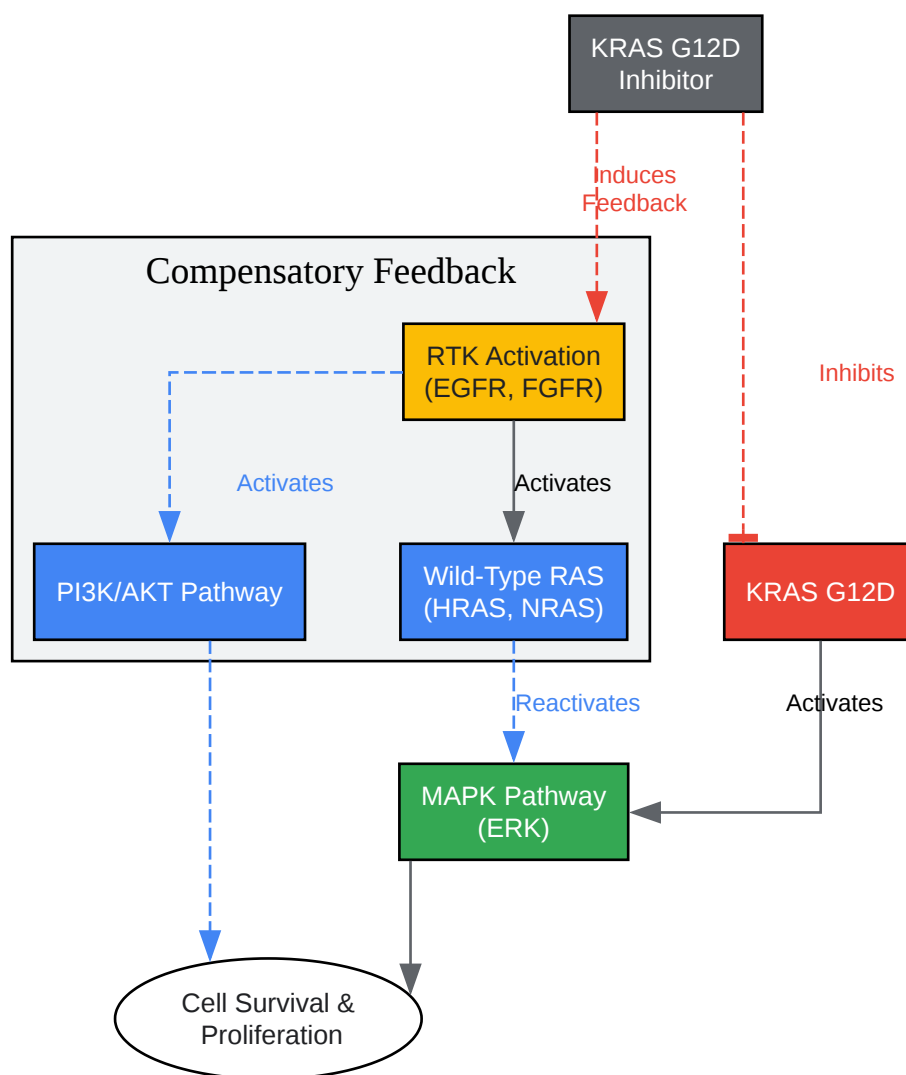 KRAS G12D
Inhibitor
Induces
Feedback
Compensatory Feedback
RTK Activation
(EGFR, FGFR)
Inhibits
Activates
Activates
PI3K/AKT Pathway
Wild-Type RAS
(HRAS, NRAS)
KRAS G12D
Reactivates
Activates
MAPK Pathway
(ERK)
Cell Survival &
Proliferation